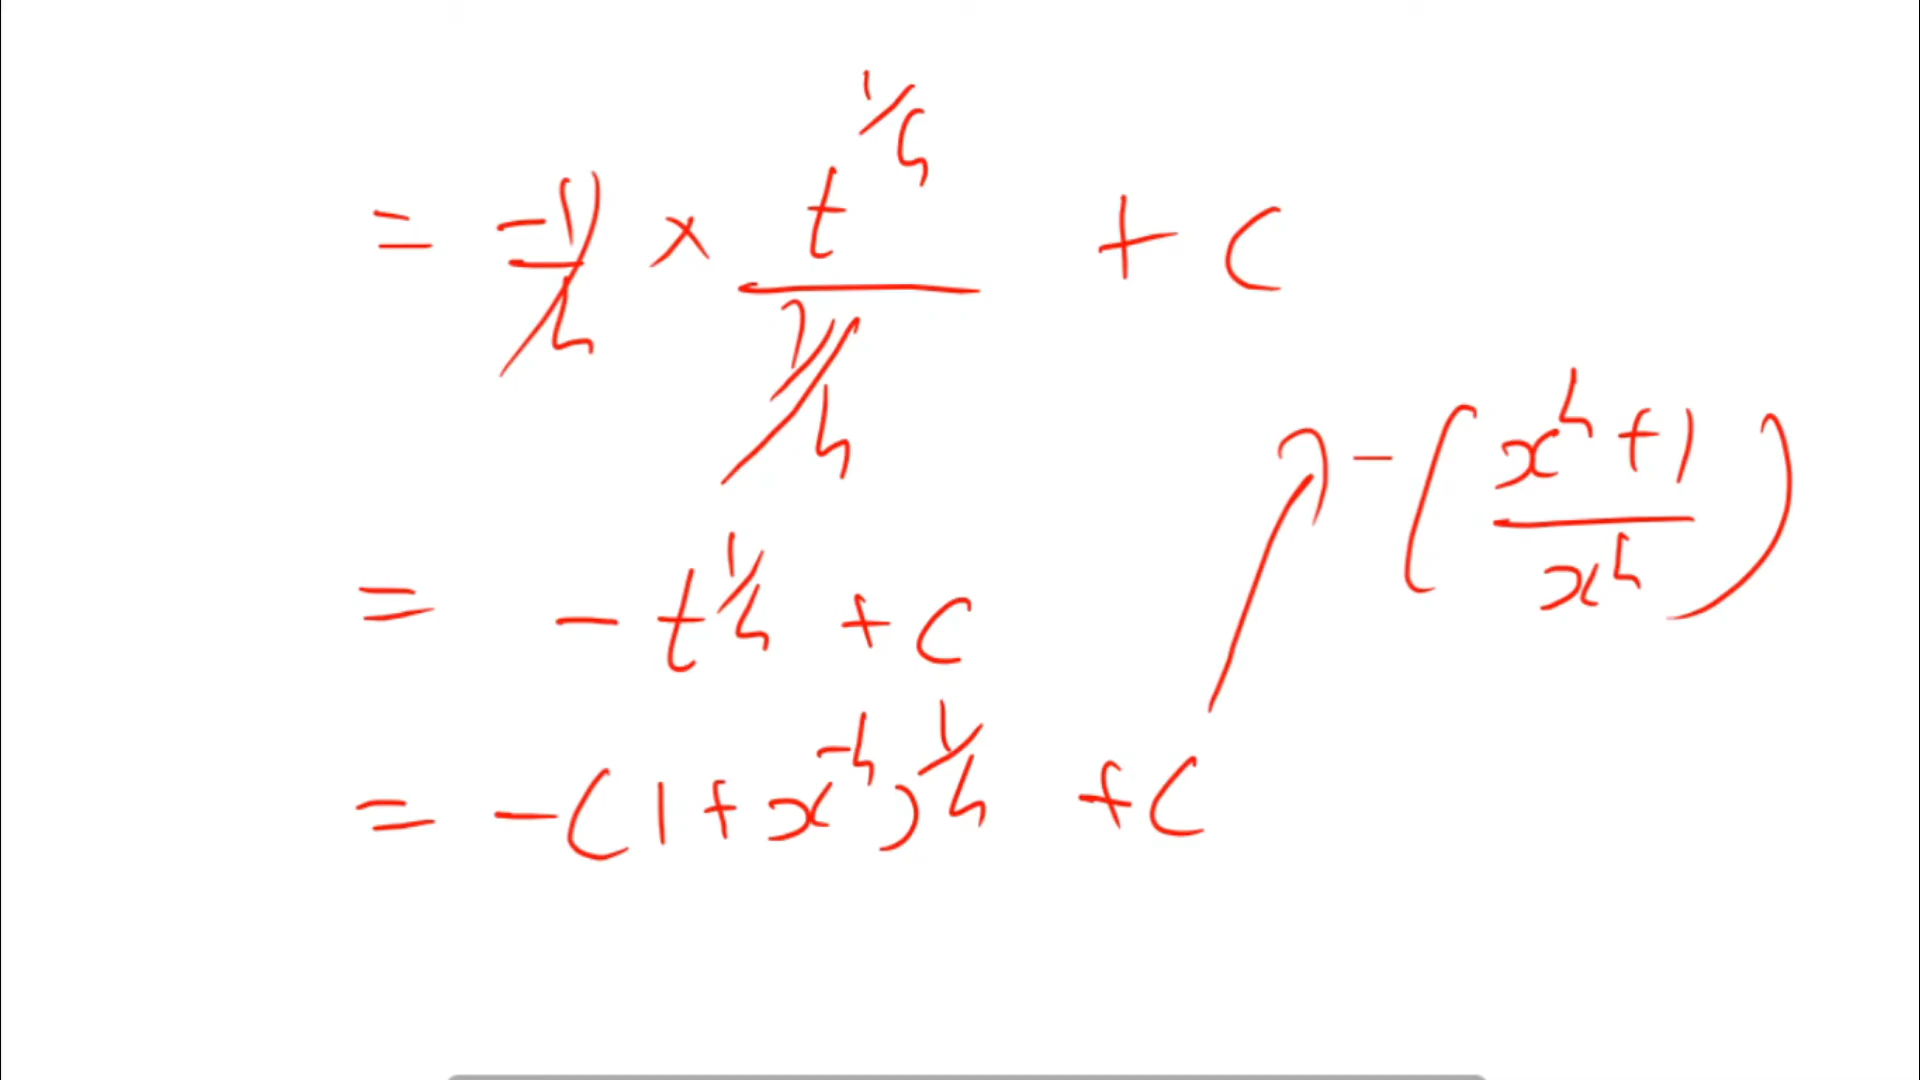 = -1/4 × t^1/4 / 1/4 + C
= - t^1/4 + C
= -(1+x^-4)^1/4 + C
-(x^4+1 / x^4)